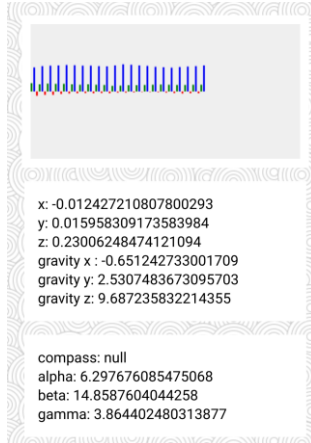 x: -0.012427210807800293
y: 0.015958309173583984
z: 0.23006248474121094
gravity x : -0.651242733001709
gravity y: 2.5307483673095703
gravity z: 9.687235832214355
compass: null
alpha: 6.297676085475068
beta: 14.8587604044258
gamma: 3.864402480313877